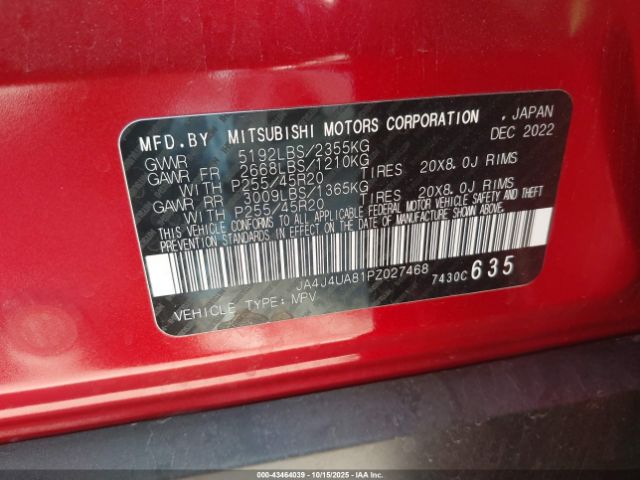 MFD.BY MITSUBISHI MOTORS CORPORATION , JAPAN
GVWR 5192LBS/2355KG DEC 2022
GAWR FR 2668LBS/1210KG
WITH P255/45R20 TIRES 20X8.0J RIMS
GAWR RR 3009LBS/1365KG
WITH P255/45R20 TIRES 20X8.0J RIMS
THIS VEHICLE CONFORMS TO ALL APPLICABLE FEDERAL MOTOR VEHICLE SAFETY AND THEFT
PREVENTION STANDARDS IN EFFECT ON THE DATE OF MANUFACTURE SHOWN ABOVE.
JA4J4UA81PZ027468 7430C 635
VEHICLE TYPE: MPV
000-43464039 | 10/15/2025 | IAAI.COM